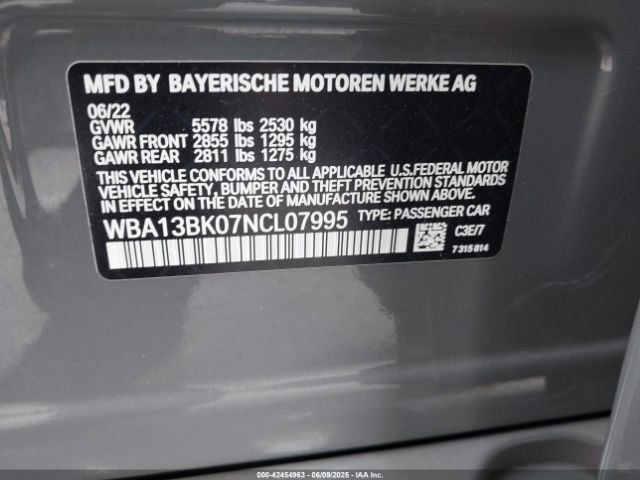 MFD BY BAYERISCHE MOTOREN WERKE AG
06/22
GVWR 5578 lbs 2530 kg
GAWR FRONT 2855 lbs 1295 kg
GAWR REAR 2811 lbs 1275 kg
THIS VEHICLE CONFORMS TO ALL APPLICABLE U.S.FEDERAL MOTOR
VEHICLE SAFETY, BUMPER, AND THEFT PREVENTION STANDARDS
IN EFFECT ON THE DATE OF MANUFACTURE SHOWN ABOVE.
WBA13BK07NCL07995 TYPE: PASSENGER CAR
C3E/7
7315814
000-42454963 - 06/09/2025 - IAA Inc.